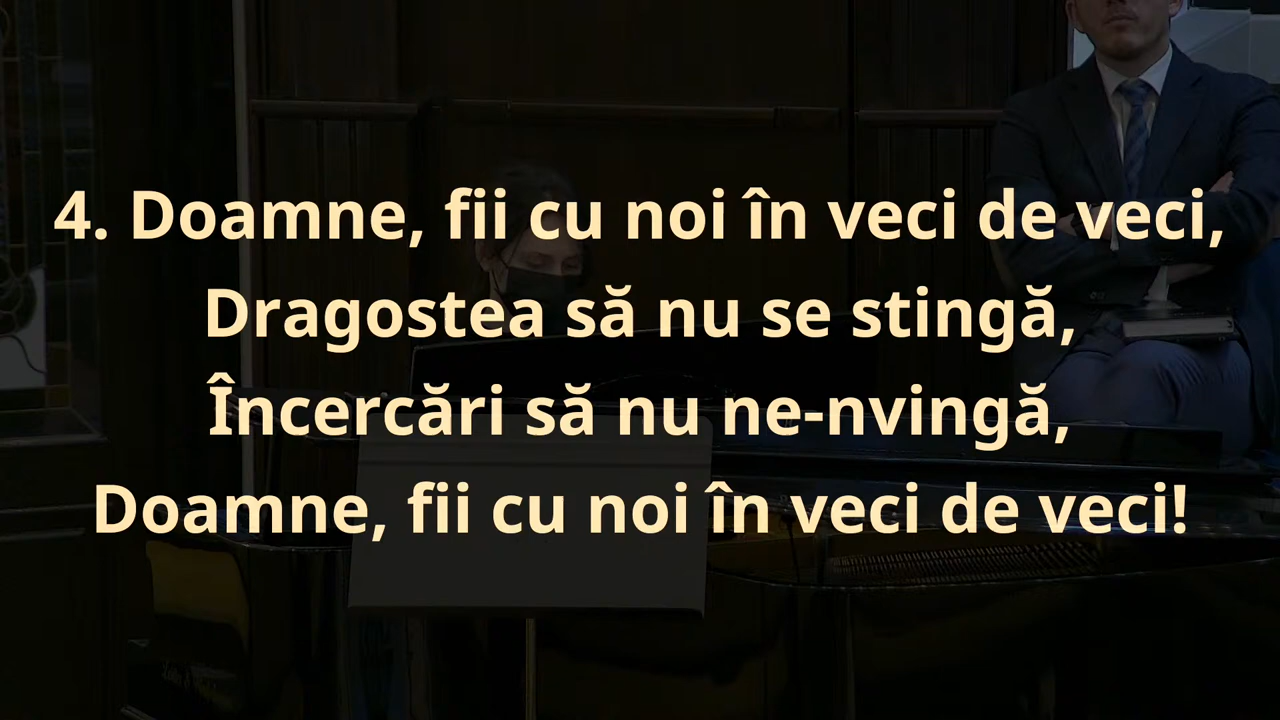 4. Doamne, fii cu noi în veci de veci,
Dragostea să nu se stingă,
Încercări să nu ne-nvingă,
Doamne, fii cu noi în veci de veci!